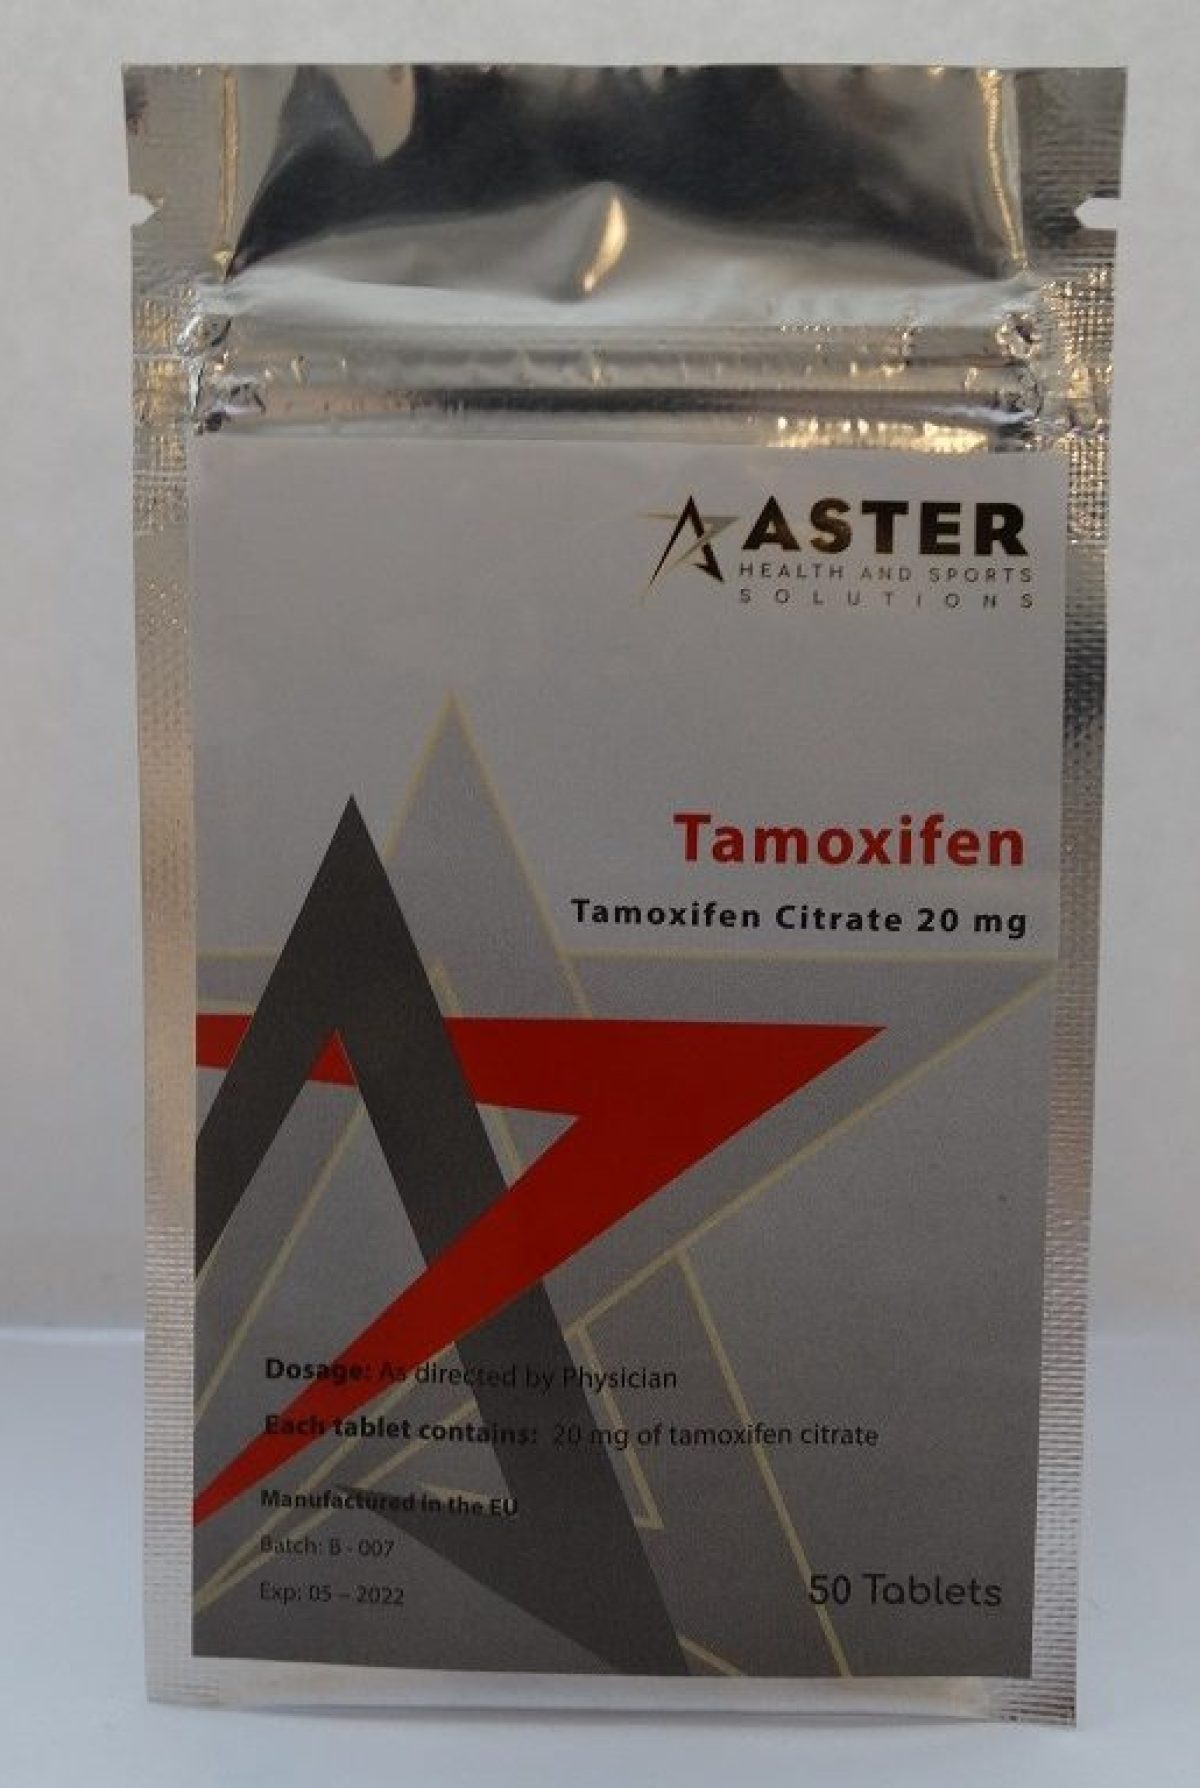 ASTER
HEALTH AND SPORTS
SOLUTIONS
Tamoxifen
Tamoxifen Citrate 20 mg
Dosage: As directed by Physician
Each tablet contains: 20 mg of tamoxifen citrate
Manufactured in the EU
Batch: B - 007
Exp: 05 – 2022
50 Tablets